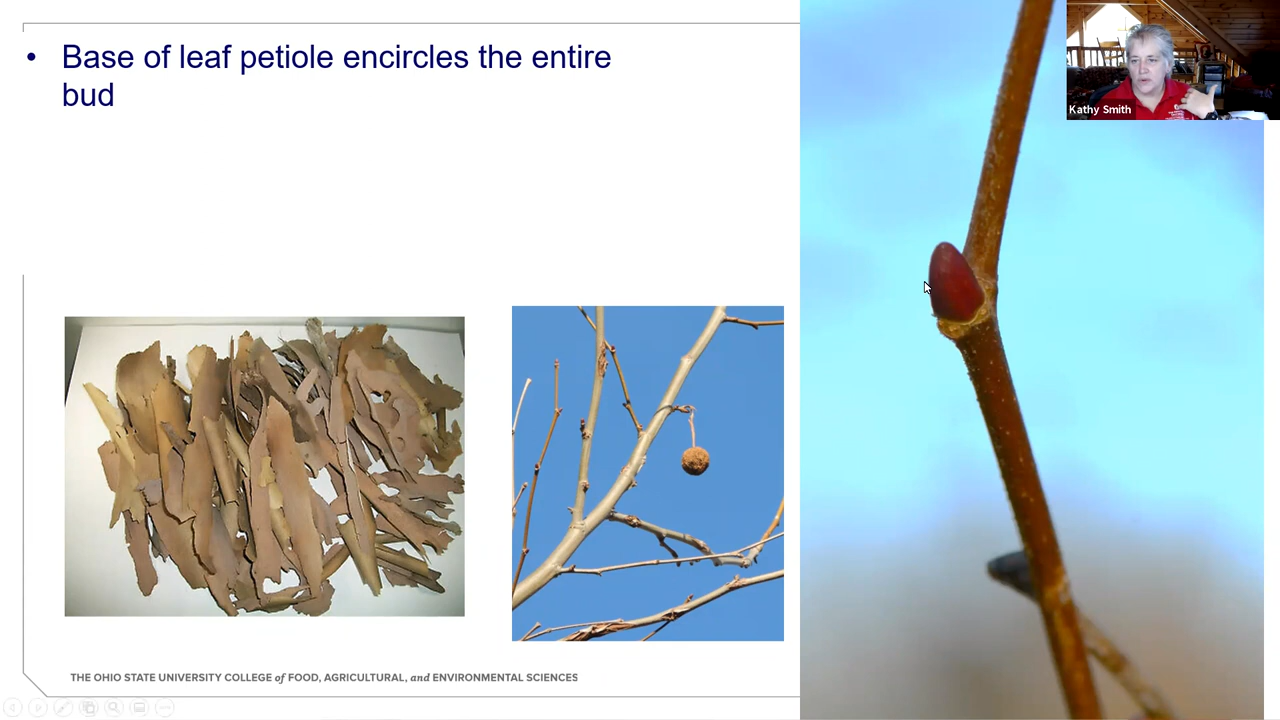 • Base of leaf petiole encircles the entire
bud
Kathy Smith
THE OHIO STATE UNIVERSITY COLLEGE of FOOD, AGRICULTURAL, and ENVIRONMENTAL SCIENCES